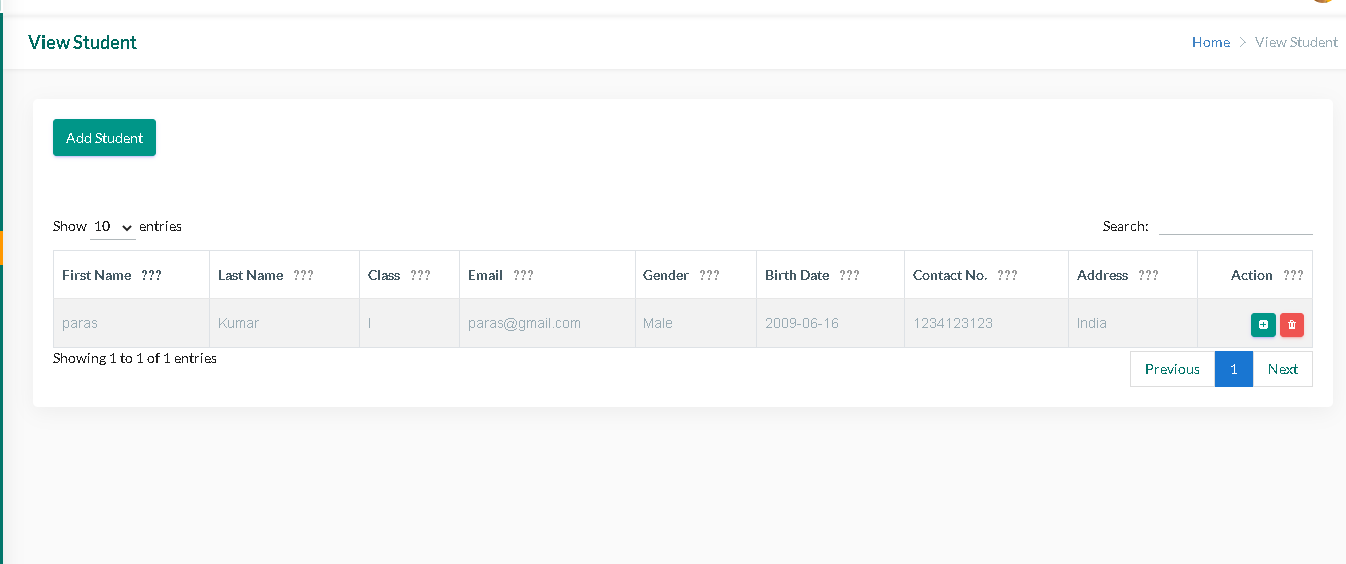 View Student
Home > View Student
Add Student
Show 10 entries
Search:
First Name ??? Last Name ??? Class ??? Email ??? Gender ??? Birth Date ??? Contact No. ??? Address ??? Action ???
paras Kumar I paras@gmail.com Male 2009-06-16 1234123123 India
Showing 1 to 1 of 1 entries
Previous 1 Next